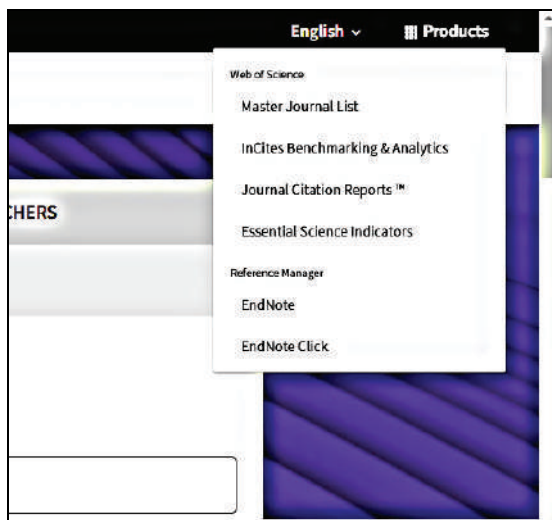 English
Products
Web of Science
Master Journal List
InCites Benchmarking & Analytics
Journal Citation Reports ™
CHERS
Essential Science Indicators
Reference Manager
EndNote
EndNote Click